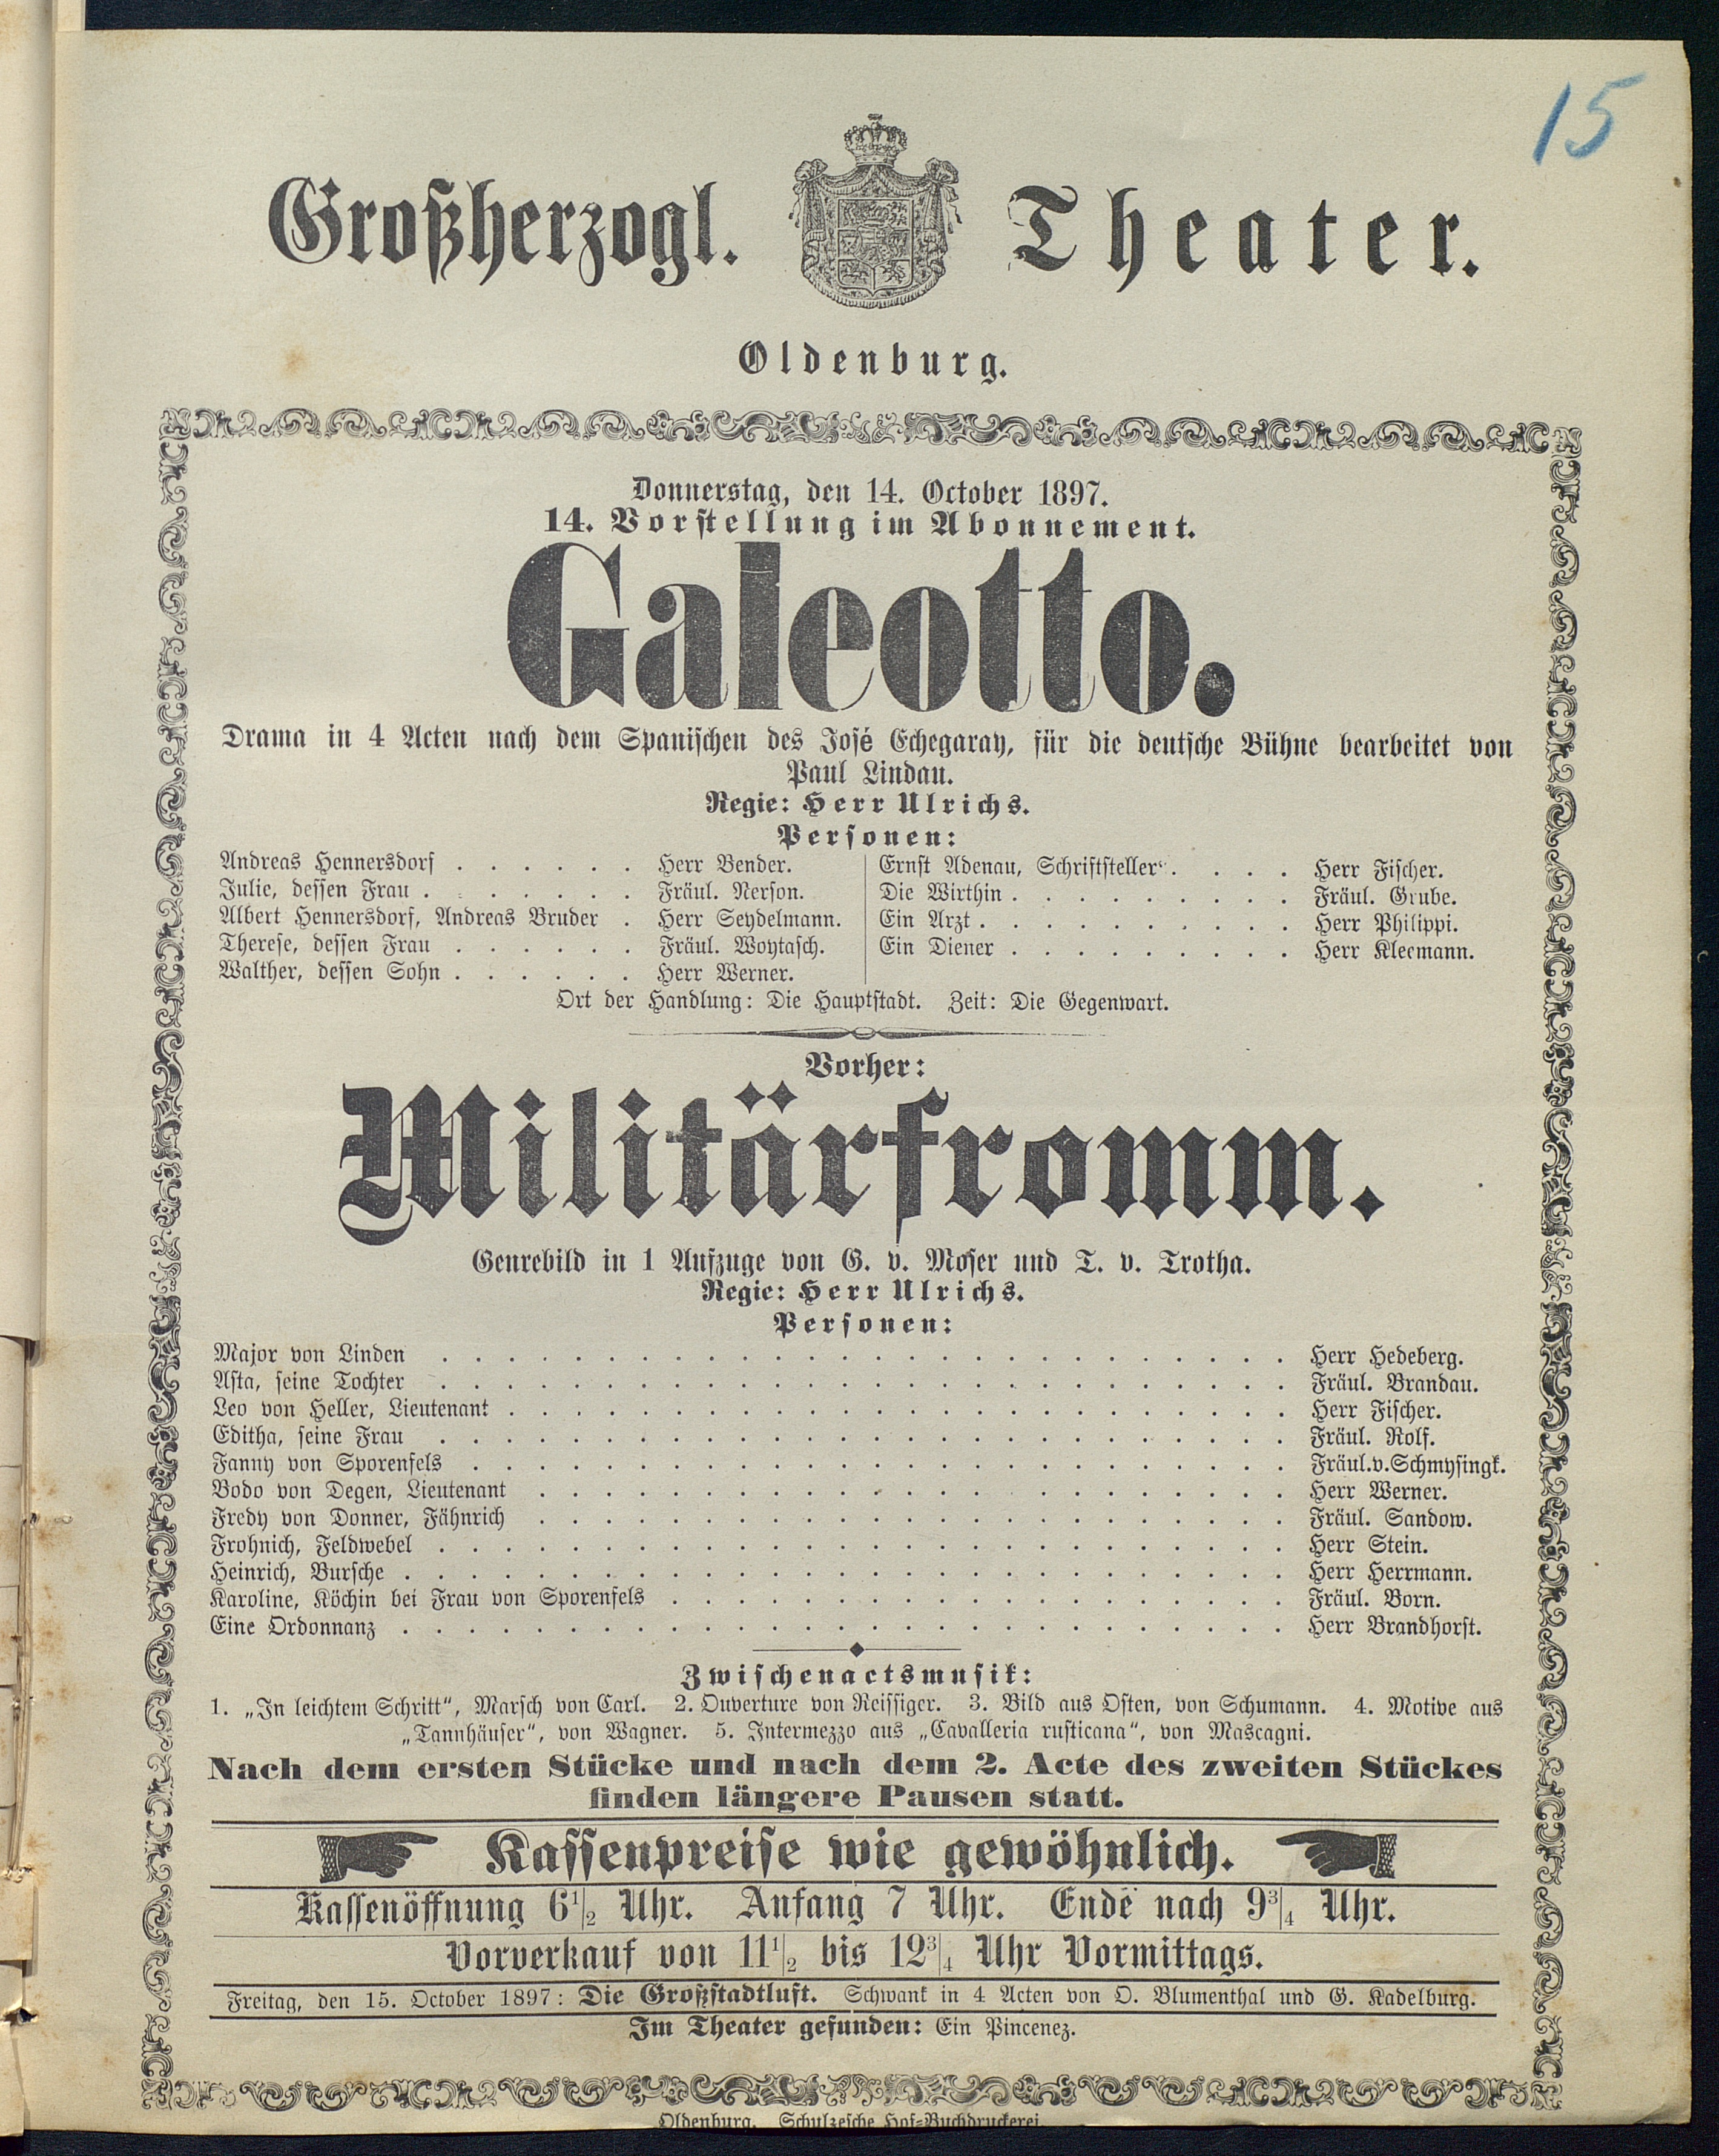 15
Großherzogl. Theater.
Oldenburg.
Donnerstag, den 14. October 1897.
14. Vorstellung im Abonnement.
Galeotto.
Drama in 4 Acten nach dem Spanischen des José Echegaray, für die deutsche Bühne bearbeitet von
Paul Lindau.
Regie: Herr Ulrichs.
Personen:
Andreas Hennersdorf . . . . . . Herr Bender.
Julie, dessen Frau . . . . . . . Fräul. Nerson.
Albert Hennersdorf, Andreas Bruder . Herr Seydelmann.
Therese, dessen Frau . . . . . . Fräul. Woytasch.
Walther, dessen Sohn . . . . . . Herr Werner.
Ernst Adenau, Schriftsteller . . . . Herr Fischer.
Die Wirthin . . . . . . . . . Fräul. Grube.
Ein Arzt . . . . . . . . . . Herr Philippi.
Ein Diener . . . . . . . . . Herr Kleemann.
Ort der Handlung: Die Hauptstadt. Zeit: Die Gegenwart.
Vorher:
Militärfromm.
Genrebild in 1 Aufzuge von G. v. Moser und T. v. Trotha.
Regie: Herr Ulrichs.
Personen:
Major von Linden . . . . . . . . . . Herr Hedeberg.
Asta, seine Tochter . . . . . . . . . . Fräul. Brandau.
Leo von Heller, Lieutenant . . . . . . . . . . Herr Fischer.
Editha, seine Frau . . . . . . . . . . Fräul. Rolf.
Fanny von Sporenfels . . . . . . . . . . Fräul.v.Schmysingk.
Bodo von Degen, Lieutenant . . . . . . . . . . Herr Werner.
Fredy von Donner, Fähnrich . . . . . . . . . . Fräul. Sandow.
Frohnich, Feldwebel . . . . . . . . . . Herr Stein.
Heinrich, Bursche . . . . . . . . . . Herr Herrmann.
Karoline, Köchin bei Frau von Sporenfels . . . . . . . . . . Fräul. Born.
Eine Ordonnanz . . . . . . . . . . Herr Brandhorst.
Zwischenactsmusik:
1. „In leichtem Schritt“, Marsch von Carl. 2. Ouverture von Reissiger. 3. Bild aus Osten, von Schumann. 4. Motive aus
„Tannhäuser“, von Wagner. 5. Intermezzo aus „Cavalleria rusticana“, von Mascagni.
Nach dem ersten Stücke und nach dem 2. Acte des zweiten Stückes
finden längere Pausen statt.
Kassenpreise wie gewöhnlich.
Kassenöffnung 6 1/2 Uhr. Anfang 7 Uhr. Ende nach 9 3/4 Uhr.
Vorverkauf von 11 1/2 bis 12 3/4 Uhr Vormittags.
Freitag, den 15. October 1897: Die Großstadtluft. Schwank in 4 Acten von O. Blumenthal und G. Kadelburg.
Im Theater gefunden: Ein Pincenez.
Oldenburg. Schulzesche Hof-Buchdruckerei